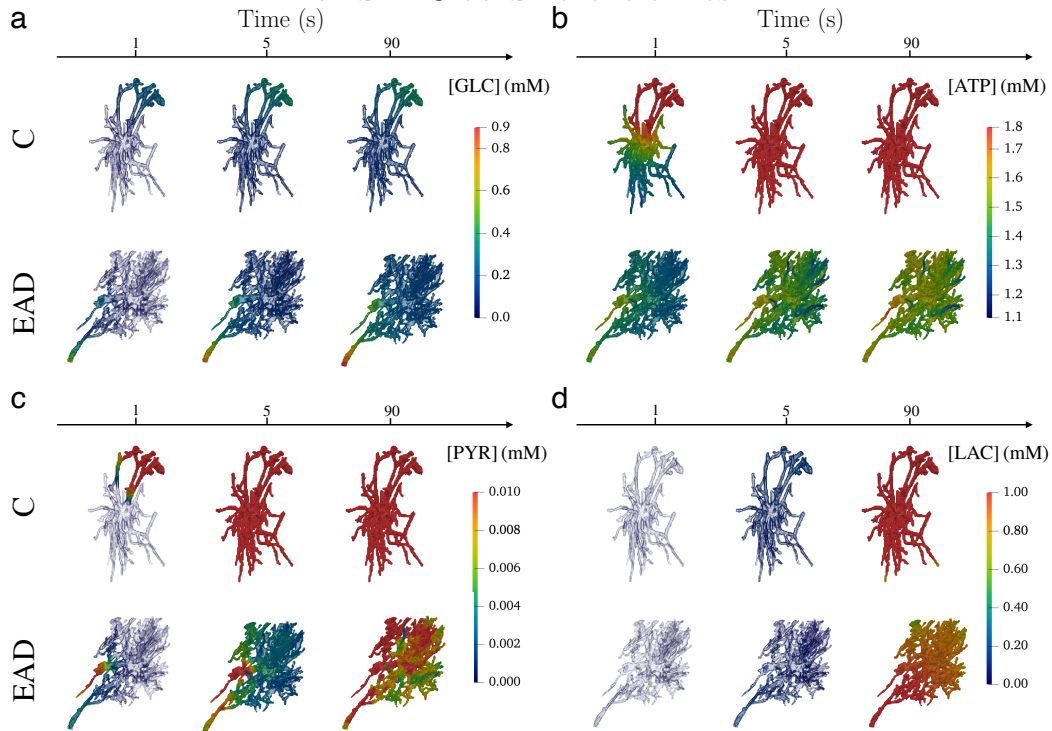 a
Time (s)
1 5 90
[GLC] (mM)
C
0.9
0.8
0.6
0.4
0.2
0.0
EAD
b
Time (s)
1 5 90
[ATP] (mM)
1.8
1.7
1.6
1.5
1.4
1.3
1.2
1.1
c
1 5 90
[PYR] (mM)
C
0.010
0.008
0.006
0.004
0.002
0.000
EAD
d
1 5 90
[LAC] (mM)
1.00
0.80
0.60
0.40
0.20
0.00